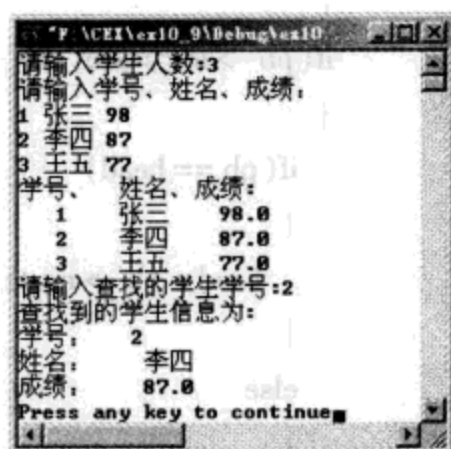 "F:\CEX\ex10_9\Debug\ex10
请输入学生人数:3
请输入学号、姓名、成绩:
1 张三 98
2 李四 87
3 王五 77
学号、 姓名、成绩:
1 张三 98.0
2 李四 87.0
3 王五 77.0
请输入查找的学生学号:2
查找到的学生信息为:
学号: 2
姓名: 李四
成绩: 87.0
Press any key to continue